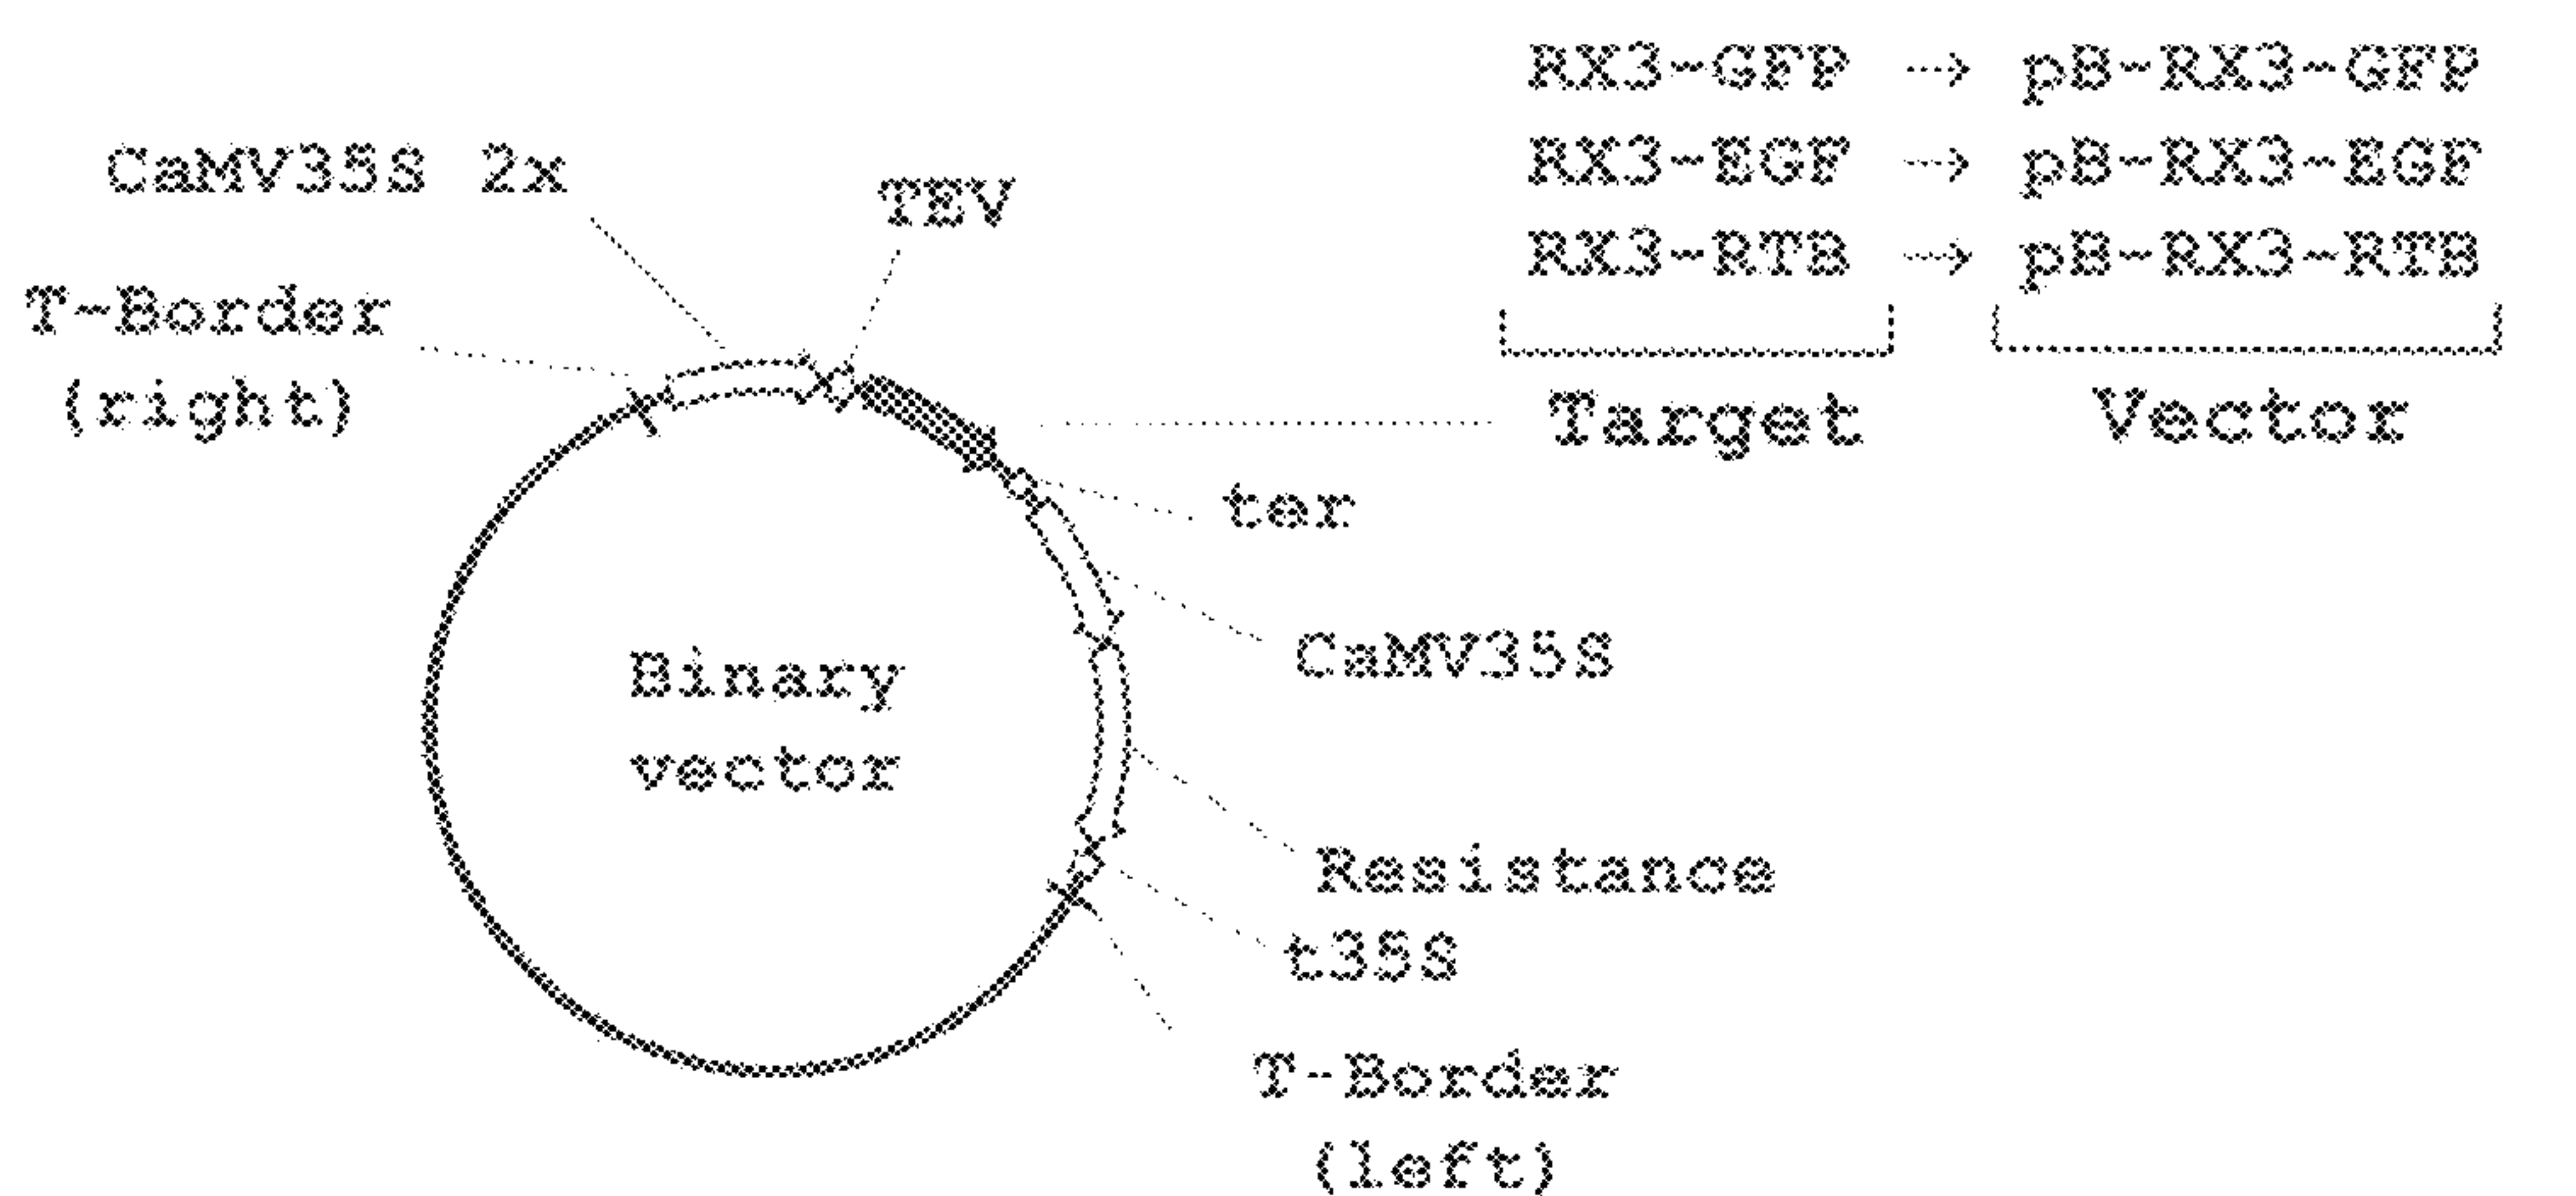 RX3-GFP → pB-RX3-GFP
RX3-EGF → pB-RX3-EGF
RX3-RTB → pB-RX3-RTB
Target
Vector
CaMV35S 2x
TEV
T-Border
(right)
ter
CaMV35S
Binary
vector
Resistance
t35S
T-Border
(left)